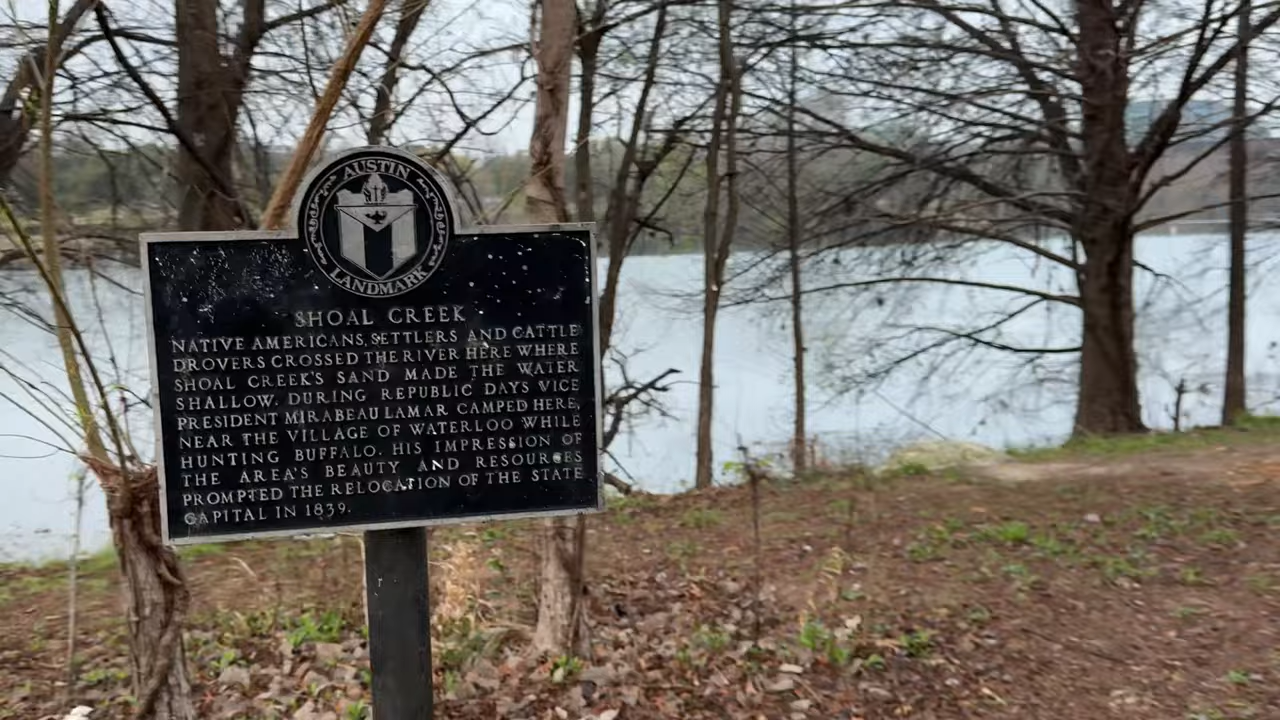 AUSTIN
LANDMARK
SHOAL CREEK
NATIVE AMERICANS, SETTLERS AND CATTLE
DROVERS CROSSED THE RIVER HERE WHERE
SHOAL CREEK'S SAND MADE THE WATER
SHALLOW. DURING REPUBLIC DAYS VICE
PRESIDENT MIRABEAU LAMAR CAMPED HERE,
NEAR THE VILLAGE OF WATERLOO WHILE
HUNTING BUFFALO. HIS IMPRESSION OF
THE AREA'S BEAUTY AND RESOURCES
PROMPTED THE RELOCATION OF THE STATE
CAPITAL IN 1839.